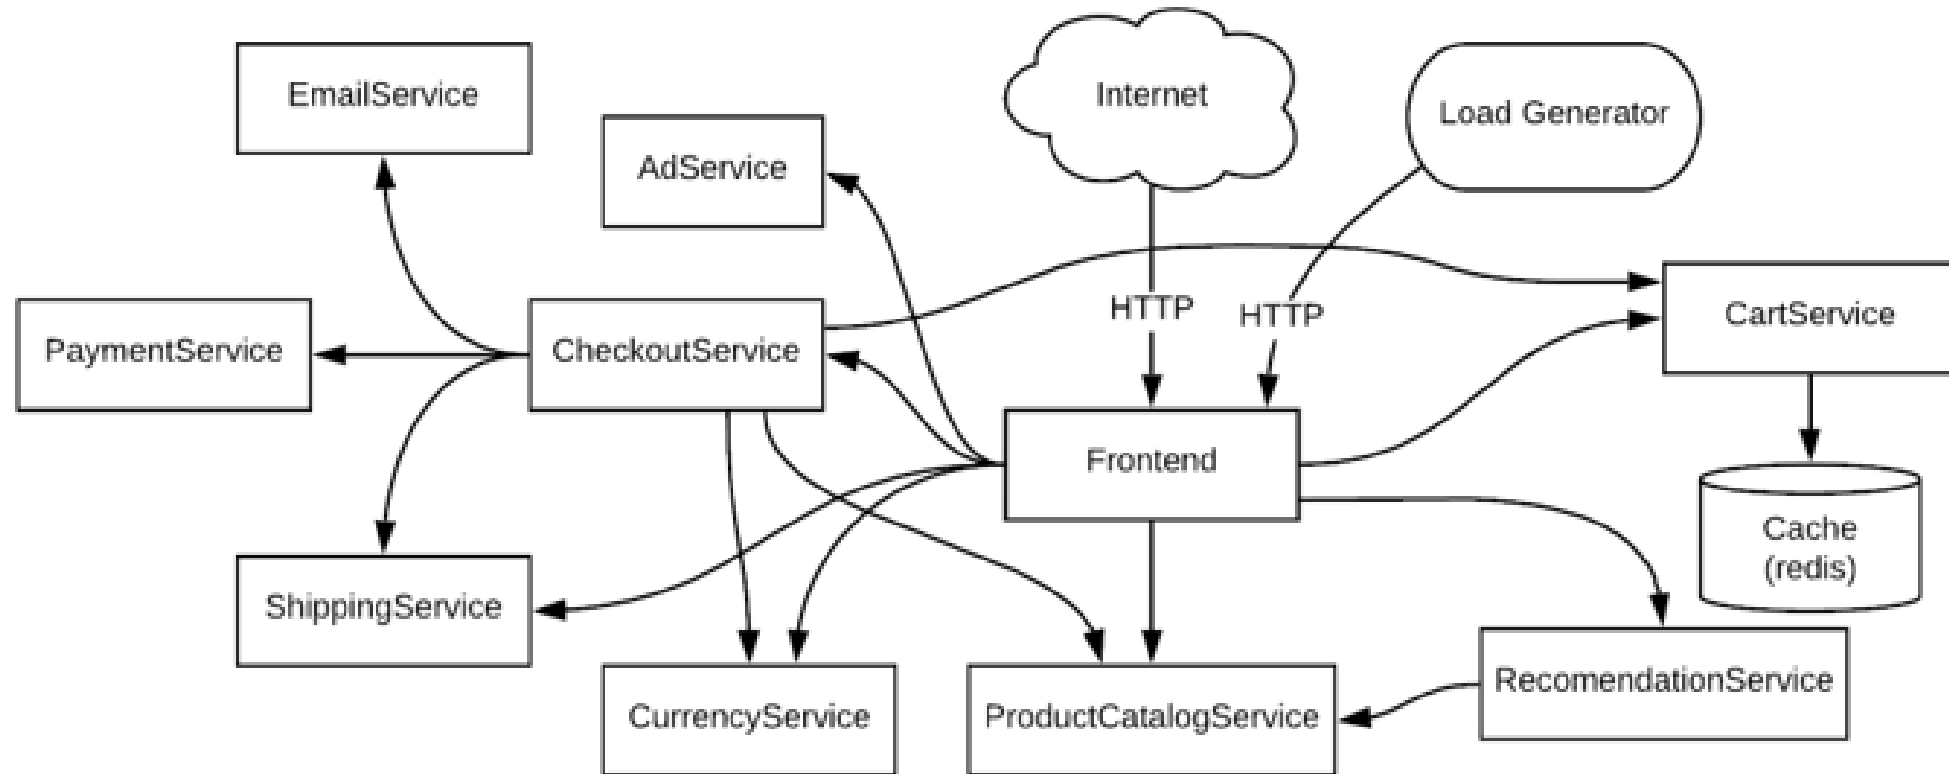 EmailService
Internet
Load Generator
AdService
HTTP
HTTP
CartService
PaymentService
CheckoutService
Frontend
Cache
(redis)
ShippingService
RecomendationService
CurrencyService
ProductCatalogService